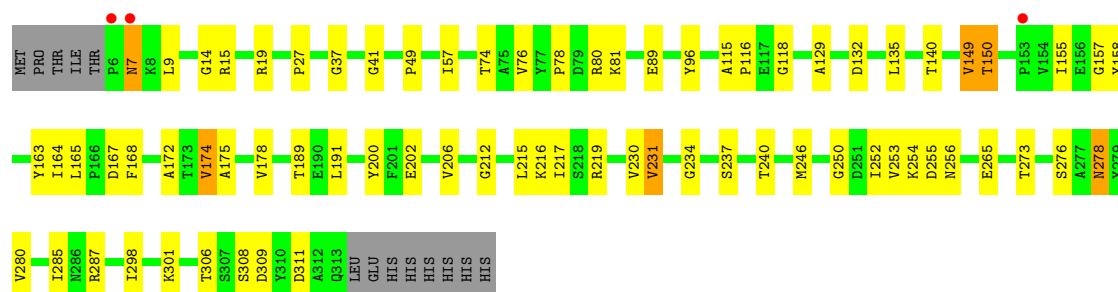 MET PRO THR ILE THR P6 N7 K8 L9 G14 R15 R19 P27 G37 G41 P49 I57 T74 A75 V76 Y77 P78 D79 R80 K81 E89 Y96 A115 P116 E117 G118 A129 D132 L135 T140 V149 T150 P153 V154 I155 E156 G157
Y163 I164 L165 P166 D167 F168 A172 T173 V174 A175 V178 T189 E190 L191 Y200 F201 E202 V206 G212 L215 K216 I217 S218 R219 V230 V231 G234 S237 T240 M246 G250 D251 I252 V253 K254 D255 N256 E265 T273 S276 A277 N278
V280 I285 N286 R287 I298 K301 T306 S307 S308 D309 Y310 D311 A312 Q313 LEU GLU HIS HIS HIS HIS HIS HIS